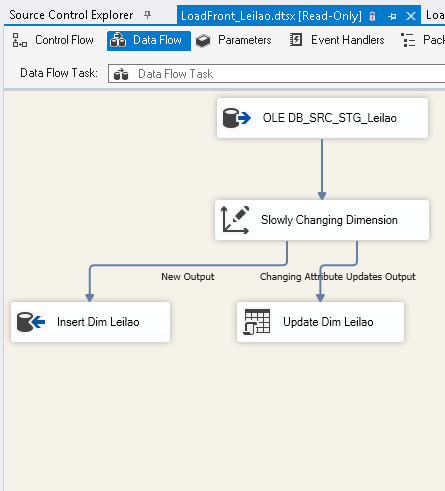 Source Control Explorer
LoadFront_Leilao.dtsx [Read-Only]
Loa
Control Flow
Data Flow
Parameters
Event Handlers
Pac
Data Flow Task:
Data Flow Task
OLE DB_SRC_STG_Leilao
Slowly Changing Dimension
New Output
Changing Attribute Updates Output
Insert Dim Leilao
Update Dim Leilao